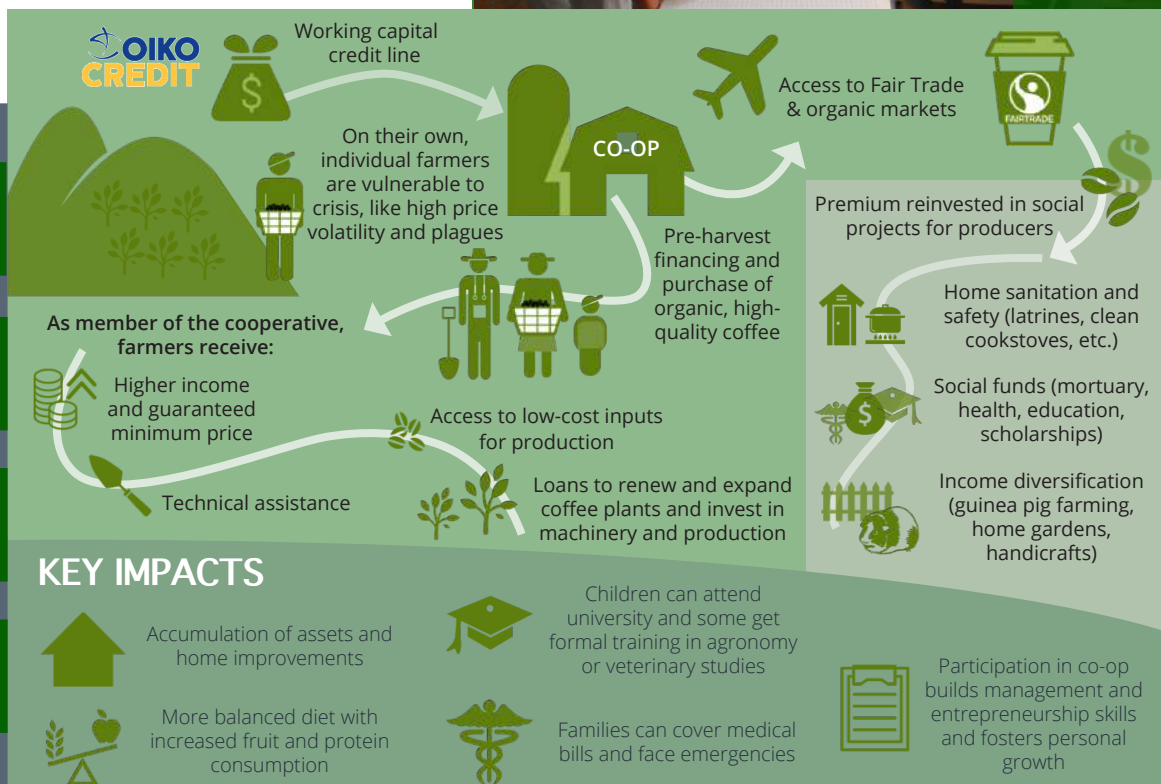 OIKO
CREDIT
Working capital
credit line
On their own,
individual farmers
are vulnerable to
crisis, like high price
volatility and plagues
CO-OP
Access to Fair Trade
& organic markets
FAIRTRADE
Pre-harvest
financing and
purchase of
organic, high-
quality coffee
Premium reinvested in social
projects for producers
Home sanitation and
safety (latrines, clean
cookstoves, etc.)
Social funds (mortuary,
health, education,
scholarships)
Income diversification
(guinea pig farming,
home gardens,
handicrafts)
As member of the cooperative,
farmers receive:
Higher income
and guaranteed
minimum price
Technical assistance
Access to low-cost inputs
for production
Loans to renew and expand
coffee plants and invest in
machinery and production
KEY IMPACTS
Accumulation of assets and
home improvements
More balanced diet with
increased fruit and protein
consumption
Children can attend
university and some get
formal training in agronomy
or veterinary studies
Families can cover medical
bills and face emergencies
Participation in co-op
builds management and
entrepreneurship skills
and fosters personal
growth